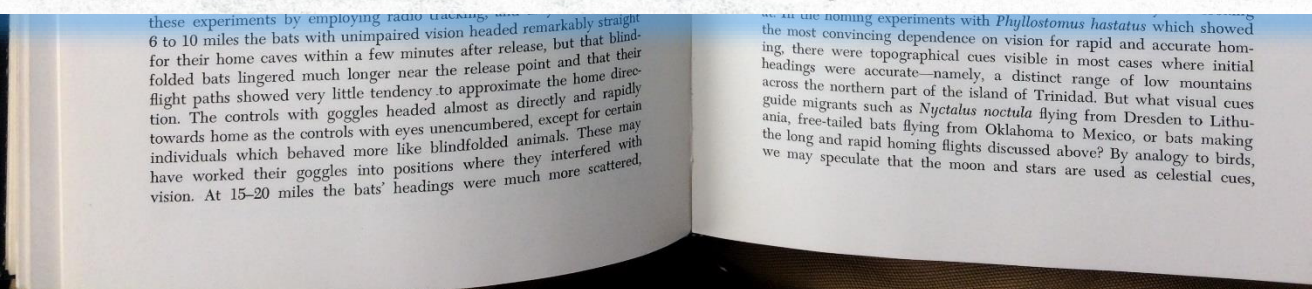 these experiments by employing radio tracking,
6 to 10 miles the bats with unimpaired vision headed remarkably straight
for their home caves within a few minutes after release, but that blind-
folded bats lingered much longer near the release point and that their
flight paths showed very little tendency to approximate the home direc-
tion. The controls with goggles headed almost as directly and rapidly
towards home as the controls with eyes unencumbered, except for certain
individuals which behaved more like blindfolded animals. These may
have worked their goggles into positions where they interfered with
vision. At 15–20 miles the bats' headings were much more scattered,
in the homing experiments with Phyllostomus hastatus which showed
the most convincing dependence on vision for rapid and accurate hom-
ing, there were topographical cues visible in most cases where initial
headings were accurate—namely, a distinct range of low mountains
across the northern part of the island of Trinidad. But what visual cues
guide migrants such as Nyctalus noctula flying from Dresden to Lithu-
ania, free-tailed bats flying from Oklahoma to Mexico, or bats making
the long and rapid homing flights discussed above? By analogy to birds,
we may speculate that the moon and stars are used as celestial cues,